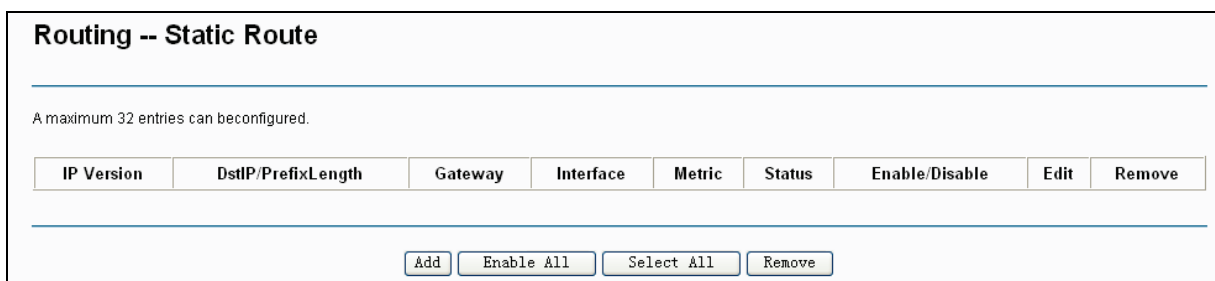 Routing -- Static Route
A maximum 32 entries can beconfigured.
IP Version DstIP/PrefixLength Gateway Interface Metric Status Enable/Disable Edit Remove
Add Enable All Select All Remove